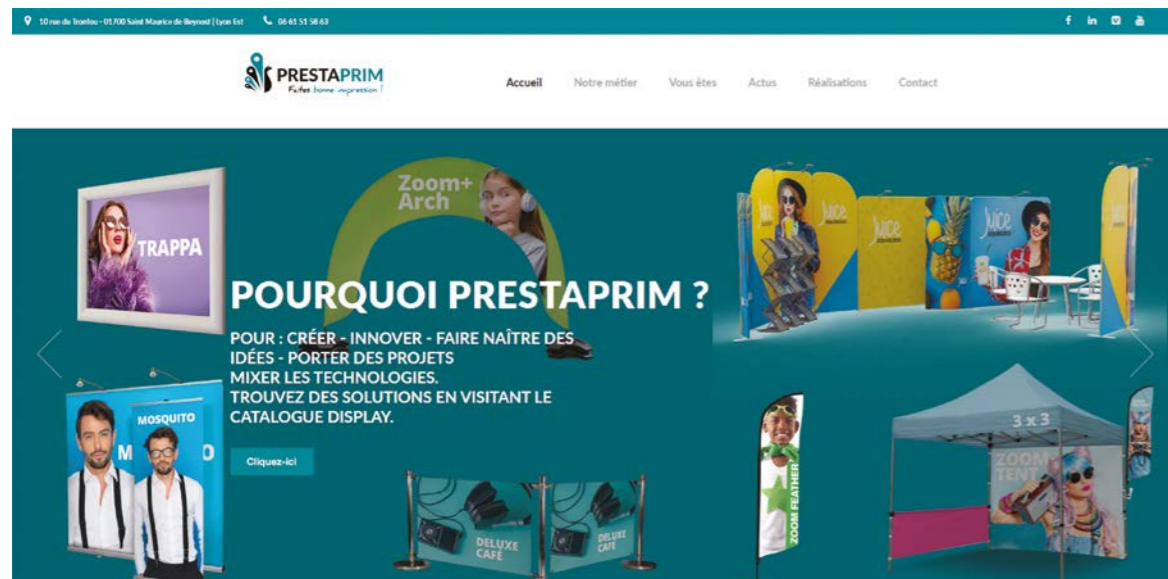 10 rue du Tronfou - 01700 Saint Maurice de Beynost | Lyon Est 06 61 51 58 63
PRESTAPRIM
Faites bonne impression !
Accueil Notre métier Vous êtes Actus Réalisations Contact
Zoom+
Arch
TRAPPA
JUICE
JUICE
JUICE
POURQUOI PRESTAPRIM ?
POUR : CRÉER - INNOVER - FAIRE NAÎTRE DES
IDÉES - PORTER DES PROJETS
MIXER LES TECHNOLOGIES.
TROUVEZ DES SOLUTIONS EN VISITANT LE
CATALOGUE DISPLAY.
Cliquez-ici
MOSQUITO
M O
3 x 3
ZOOM
TENT
ZOOM FEATHER
DELUXE
CAFÉ
DELUXE
CAFÉ